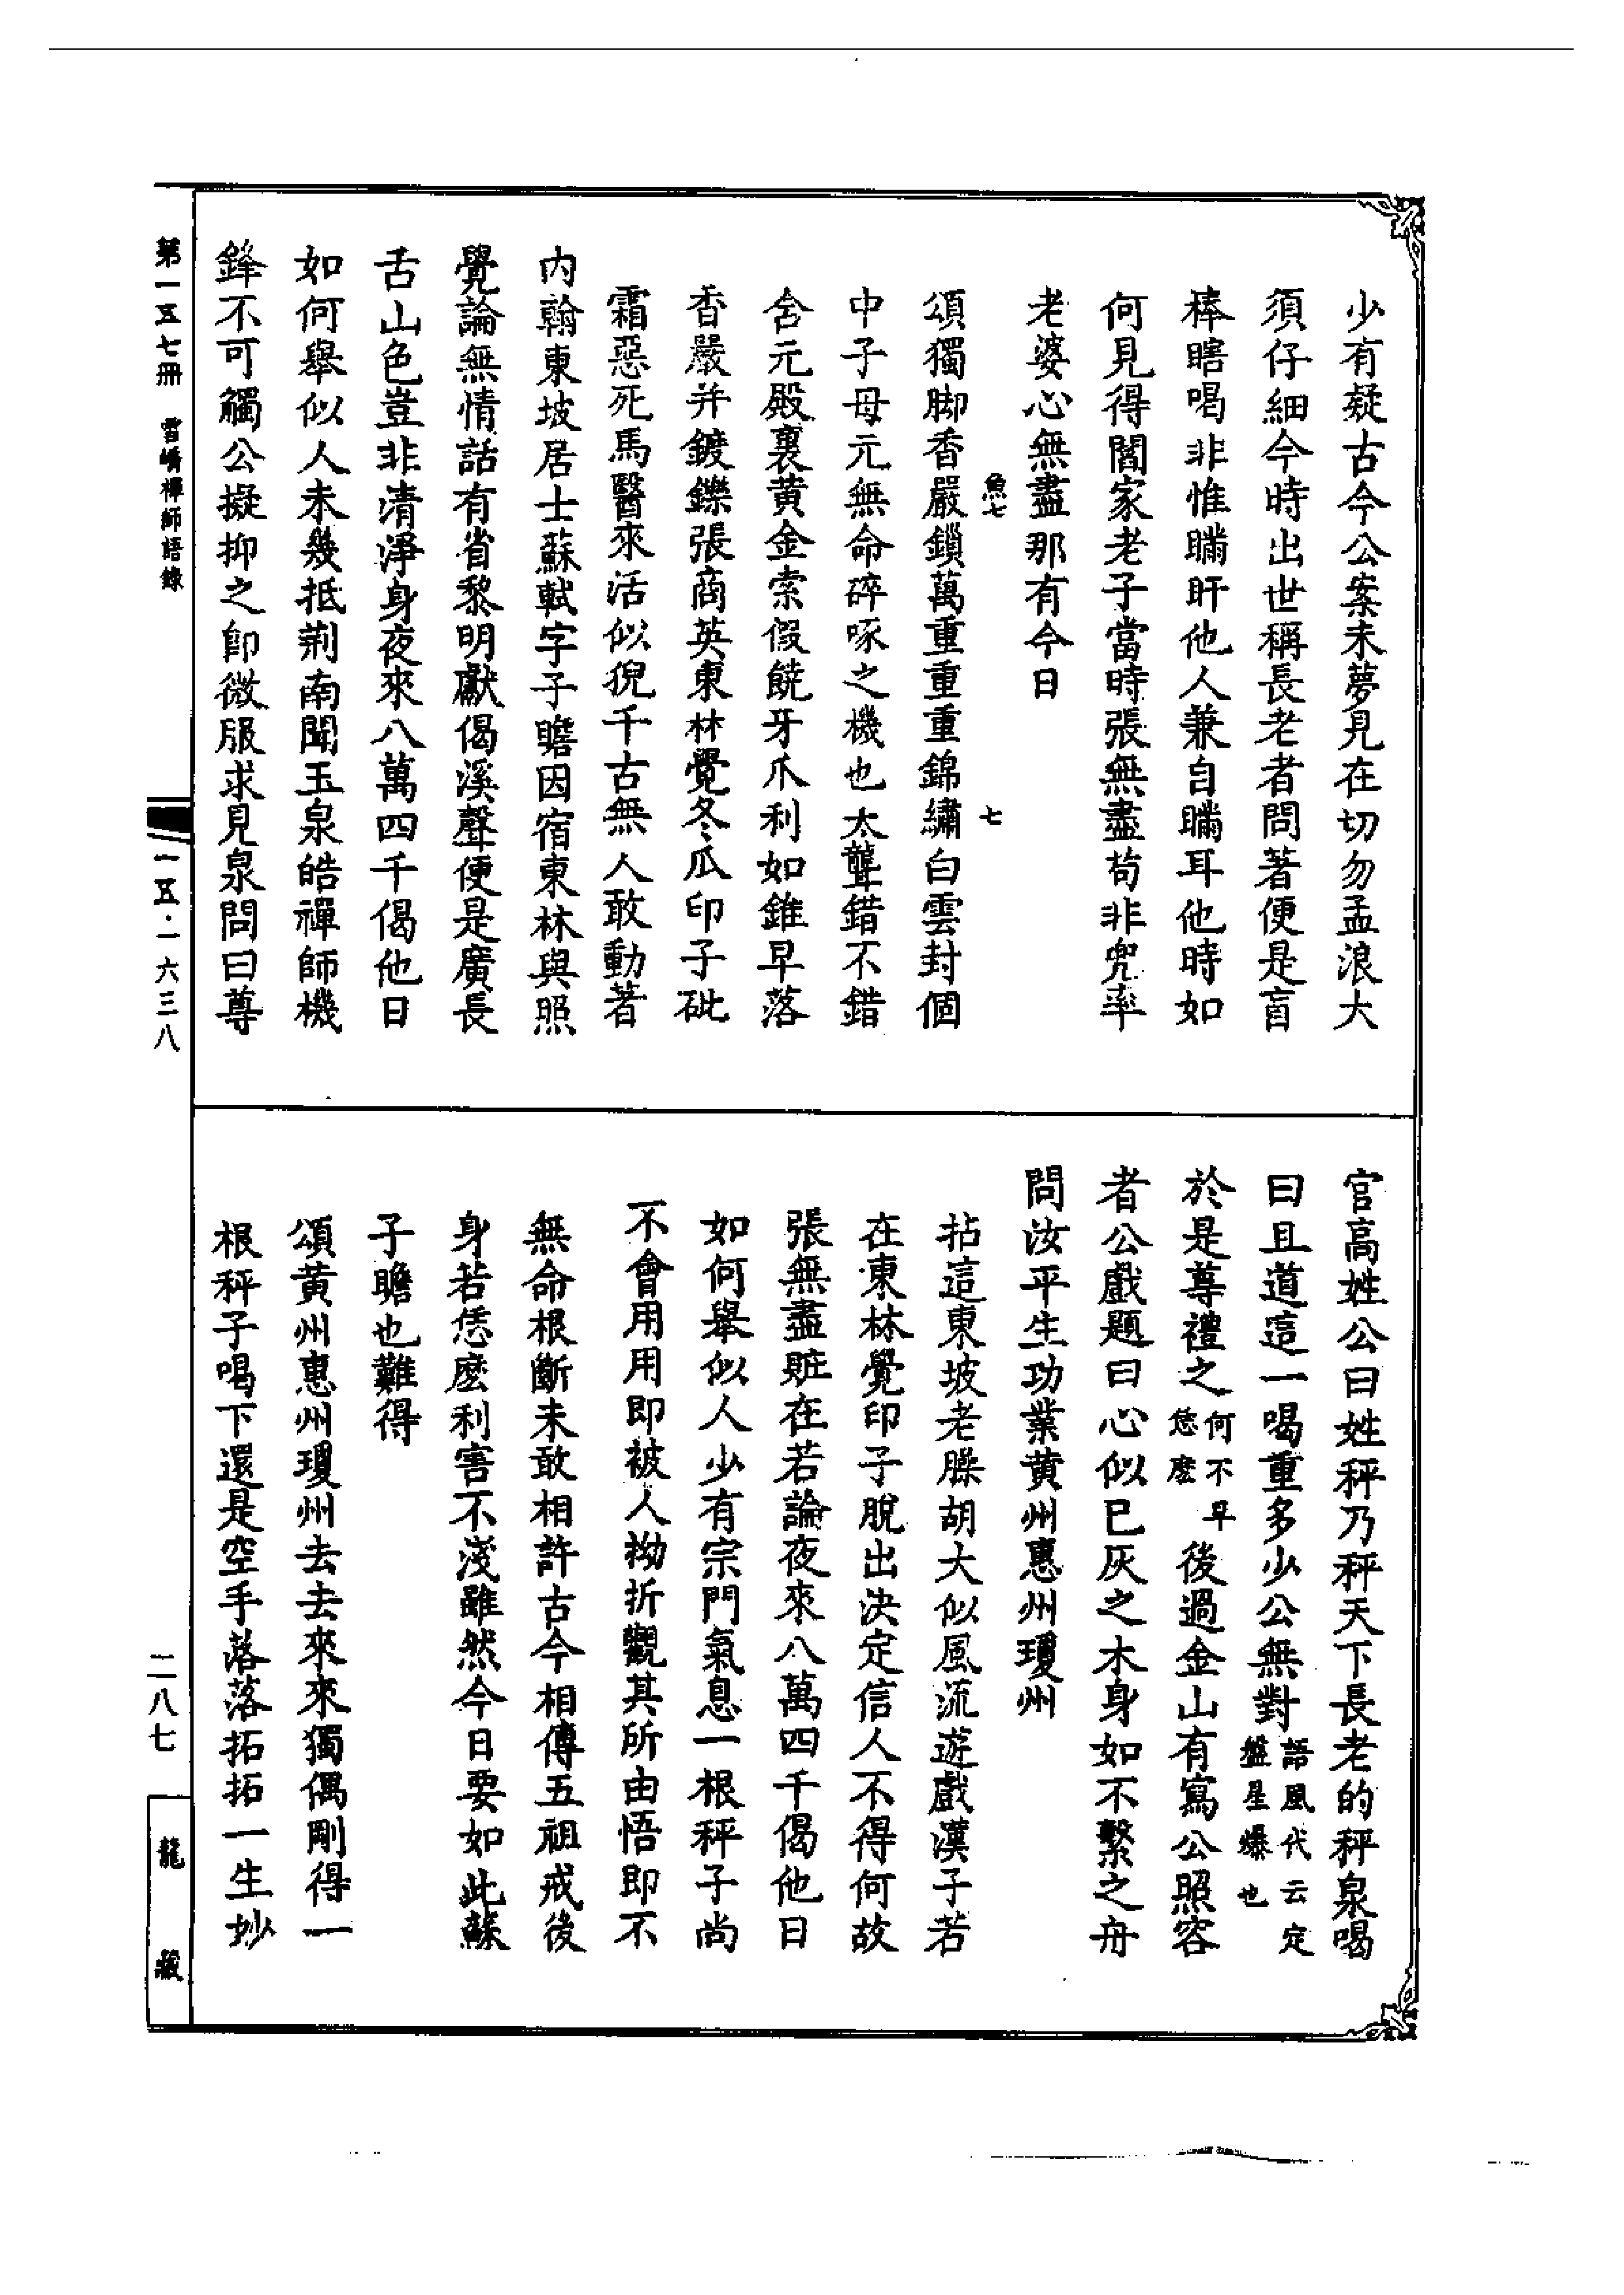 少有疑古今公案未夢見在切勿孟浪大
須仔細今時出世稱長老者問著便是盲
棒瞎喝非惟瞞盰他人兼自瞞耳他時如
何見得閻家老子當時張無盡苟非兜率
老婆心無盡那有今日
魚七
七
頌獨脚香嚴鎖萬重重重錦繡白雲封個
中子母元無命碎啄之機也太聾錯不錯
含元殿裏黄金索假饒牙爪利如錐早落
香嚴并鍍鑠張商英東林覺冬瓜印子砒
霜惡死馬醫來活似猊千古無人敢動著
内翰東坡居士蘇軾字子瞻因宿東林與照
覺論無情話有省黎明獻偈溪聲便是廣長
舌山色豈非清淨身夜來八萬四千偈他日
如何舉似人未幾抵荆南聞玉泉皓禪師機
鋒不可觸公擬抑之卽微服求見泉問曰尊
官高姓公曰姓秤乃秤天下長老的秤泉喝
曰且道這一喝重多少公無對語風代云定盤星爆也
於是尊禮之何不早恁麽後過金山有寫公照容
者公戲題曰心似已灰之木身如不繫之舟
問汝平生功業黄州惠州瓊州
拈這東坡老臊胡大似風流遊戲漢子若
在東林覺印子脫出決定信人不得何故
張無盡賍在若論夜來八萬四千偈他日
如何舉似人少有宗門氣息一根秤子尚
不會用用即被人拗折觀其所由悟即不
無命根斷未敢相許古今相傳五祖戒後
身若恁麽利害不淺雖然今日要如此蘇
子瞻也難得
頌黄州惠州瓊州去去來來獨偶剛得一
根秤子喝下還是空手落落拓拓一生妙
第一五七冊 雪嶠禪師語錄
一五·一六三八
二八七
龍藏